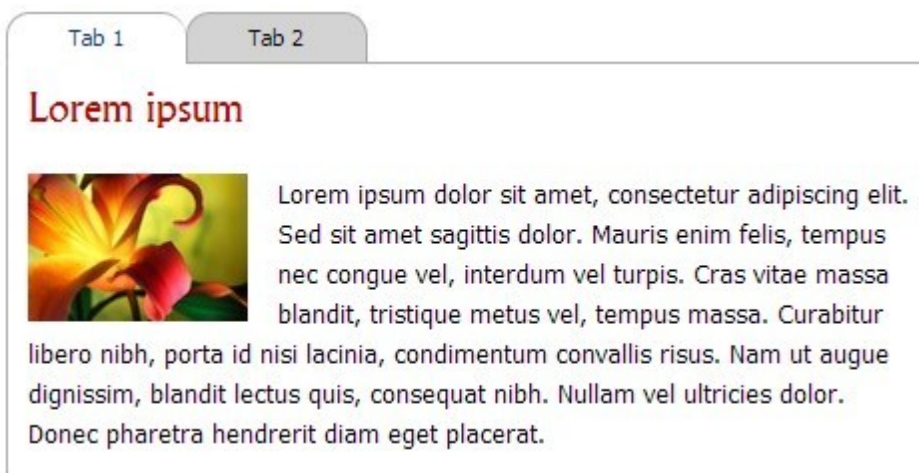 Tab 1
Tab 2
Lorem ipsum
Lorem ipsum dolor sit amet, consectetur adipiscing elit.
Sed sit amet sagittis dolor. Mauris enim felis, tempus
nec congue vel, interdum vel turpis. Cras vitae massa
blandit, tristique metus vel, tempus massa. Curabitur
libero nibh, porta id nisi lacinia, condimentum convallis risus. Nam ut augue
dignissim, blandit lectus quis, consequat nibh. Nullam vel ultricies dolor.
Donec pharetra hendrerit diam eget placerat.